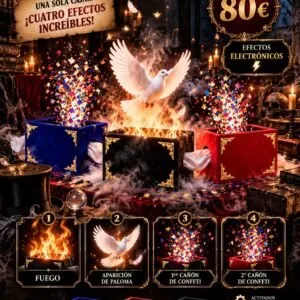 UNA SOLA CAJA
¡CUATRO EFECTOS
INCREÍBLES!
80€
EFECTOS
ELECTRÓNICOS
1
FUEGO
2
APARICIÓN
DE PALOMA
3
1er CAÑÓN
DE CONFETI
4
2º CAÑÓN
DE CONFETI